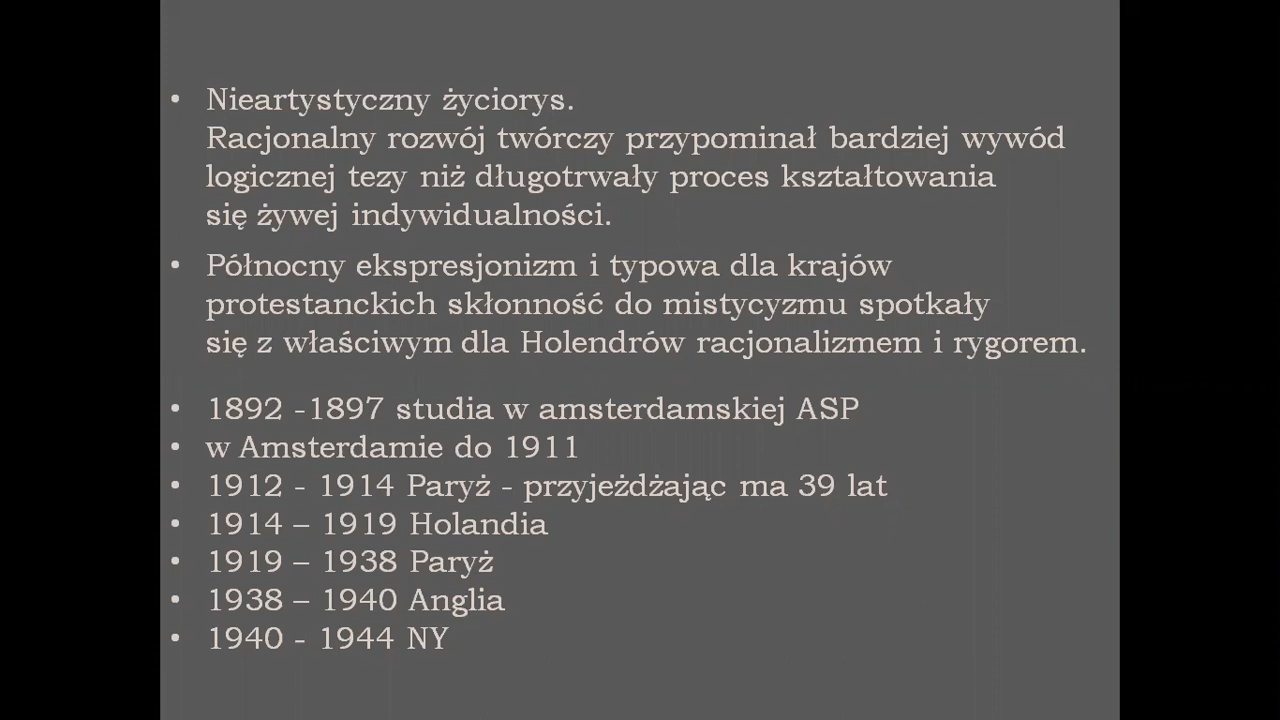 • Nieartystyczny życiorys.
Racjonalny rozwój twórczy przypominał bardziej wywód
logicznej tezy niż długotrwały proces kształtowania
się żywej indywidualności.
• Północny ekspresjonizm i typowa dla krajów
protestanckich skłonność do mistycyzmu spotkały
się z właściwym dla Holendrów racjonalizmem i rygorem.
• 1892 -1897 studia w amsterdamskiej ASP
• w Amsterdamie do 1911
• 1912 - 1914 Paryż - przyjeżdżając ma 39 lat
• 1914 – 1919 Holandia
• 1919 – 1938 Paryż
• 1938 – 1940 Anglia
• 1940 - 1944 NY